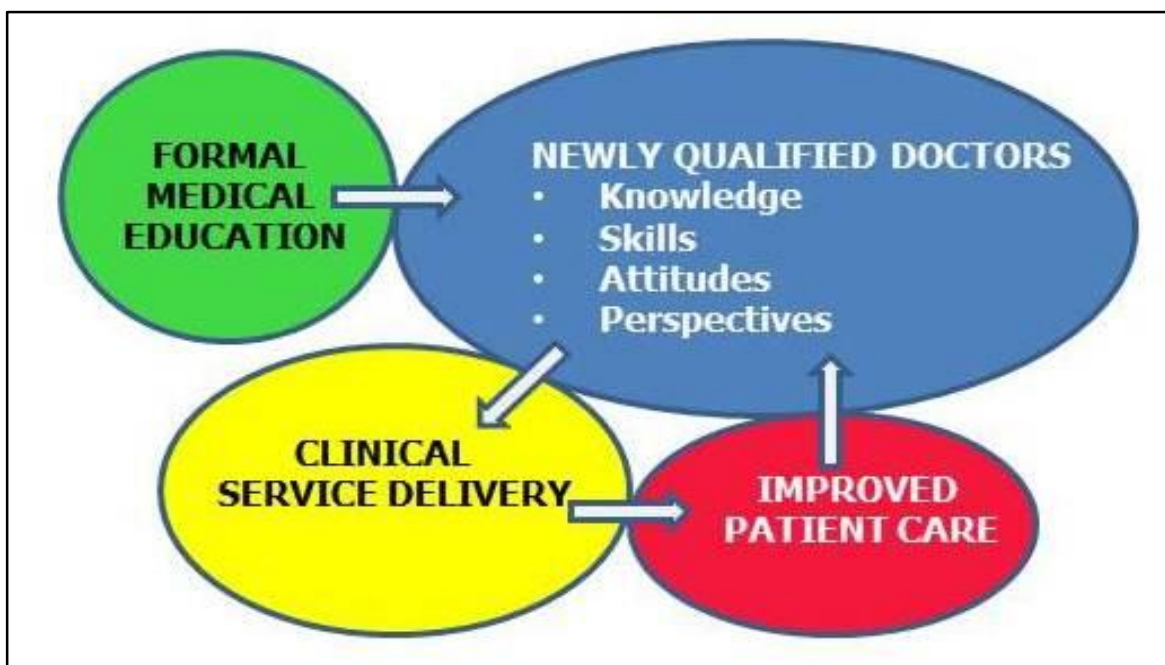 FORMAL
MEDICAL
EDUCATION
NEWLY QUALIFIED DOCTORS
• Knowledge
• Skills
• Attitudes
• Perspectives
CLINICAL
SERVICE DELIVERY
IMPROVED
PATIENT CARE